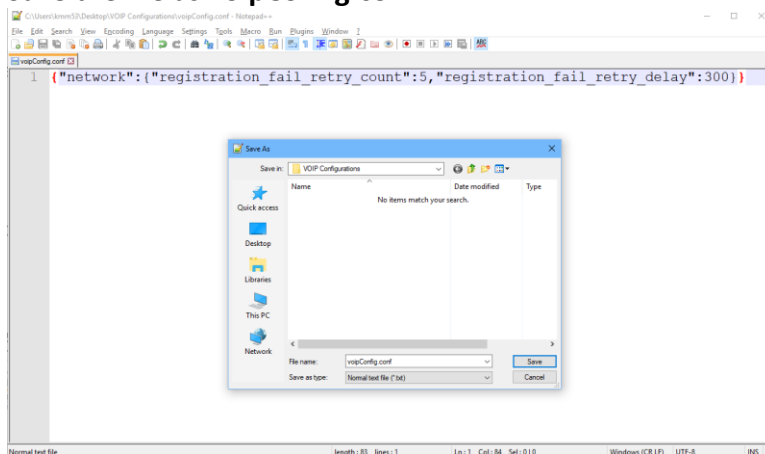 C:\Users\kmm53\Desktop\VOIP Configurations\voipConfig.conf - Notepad++
File Edit Search View Encoding Language Settings Tools Macro Run Plugins Window ?
voipConfig.conf
1 {"network":{"registration_fail_retry_count":5,"registration_fail_retry_delay":300}}
Save As
Save in: VOIP Configurations
Name Date modified Type
No items match your search.
Quick access
Desktop
Libraries
This PC
Network
File name: voipConfig.conf Save
Save as type: Normal text file (*.txt) Cancel
Normal text file length : 83 lines : 1 Ln : 1 Col : 84 Sel : 0 | 0 Windows (CR LF) UTF-8 INS